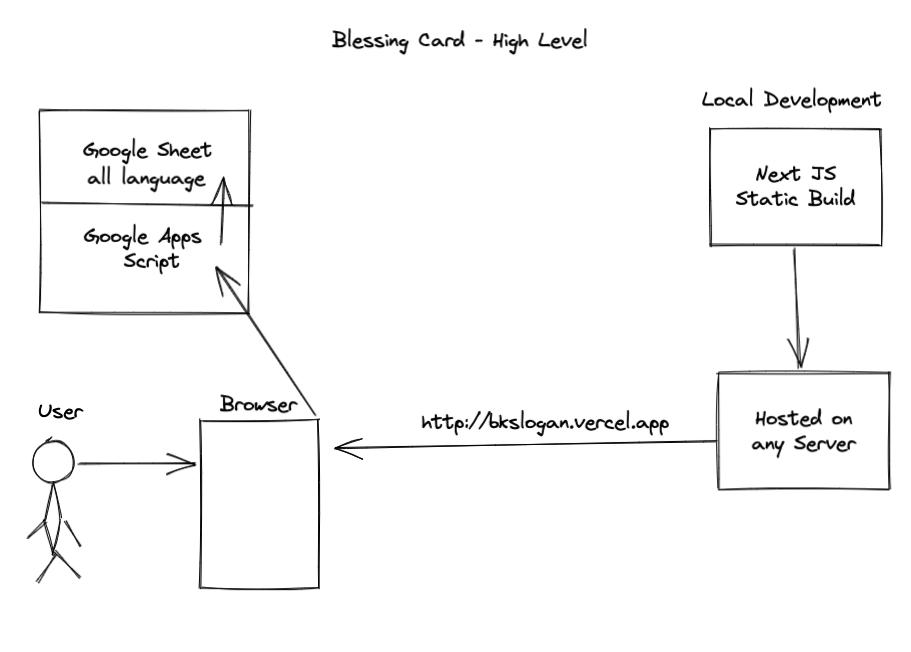 Blessing Card - High Level
Local Development
Google Sheet
all language
Next JS
Static Build
Google Apps
Script
User
Browser
http://bkslogan.vercel.app
Hosted on
any Server